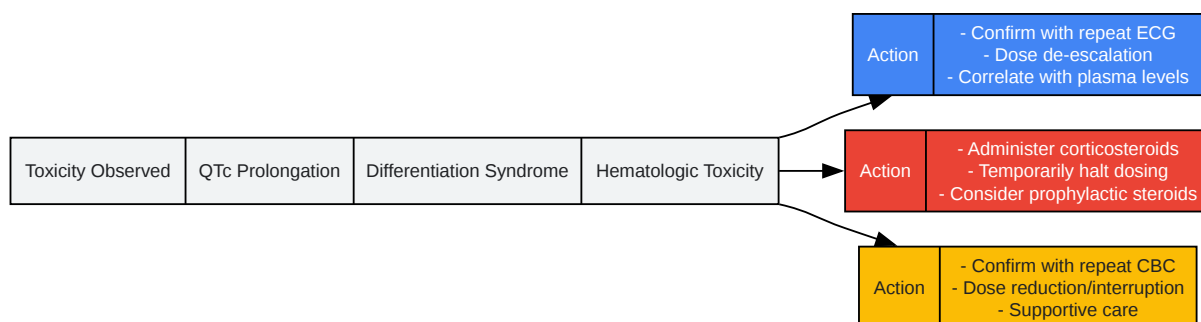 Toxicity Observed
QTc Prolongation
Differentiation Syndrome
Hematologic Toxicity
Action
- Confirm with repeat ECG
- Dose de-escalation
- Correlate with plasma levels
Action
- Administer corticosteroids
- Temporarily halt dosing
- Consider prophylactic steroids
Action
- Confirm with repeat CBC
- Dose reduction/interruption
- Supportive care